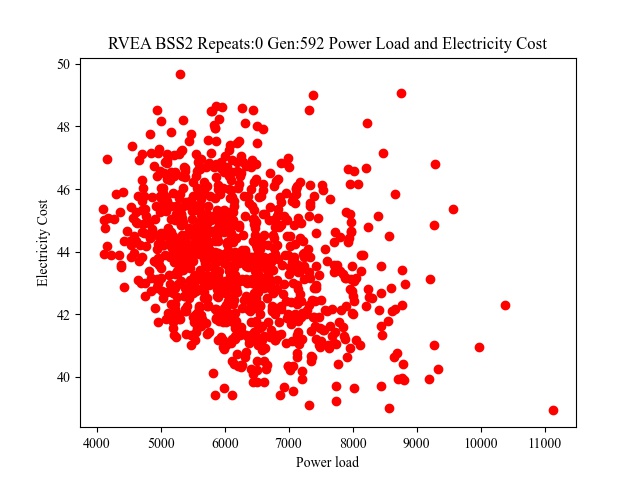 RVEA BSS2 Repeats:0 Gen:592 Power Load and Electricity Cost
50
48
46
44
42
40
Electricity Cost
4000 5000 6000 7000 8000 9000 10000 11000
Power load